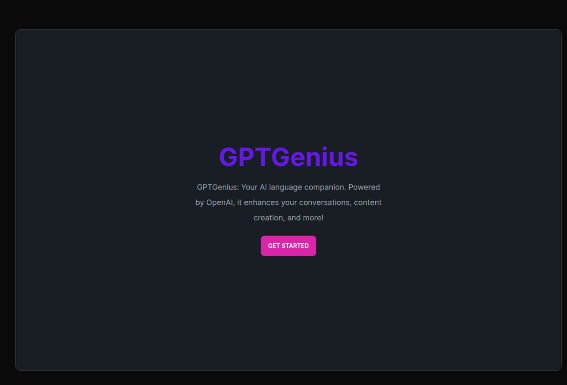 GPTGenius
GPTGenius: Your AI language companion. Powered
by OpenAI, it enhances your conversations, content
creation, and more!
GET STARTED